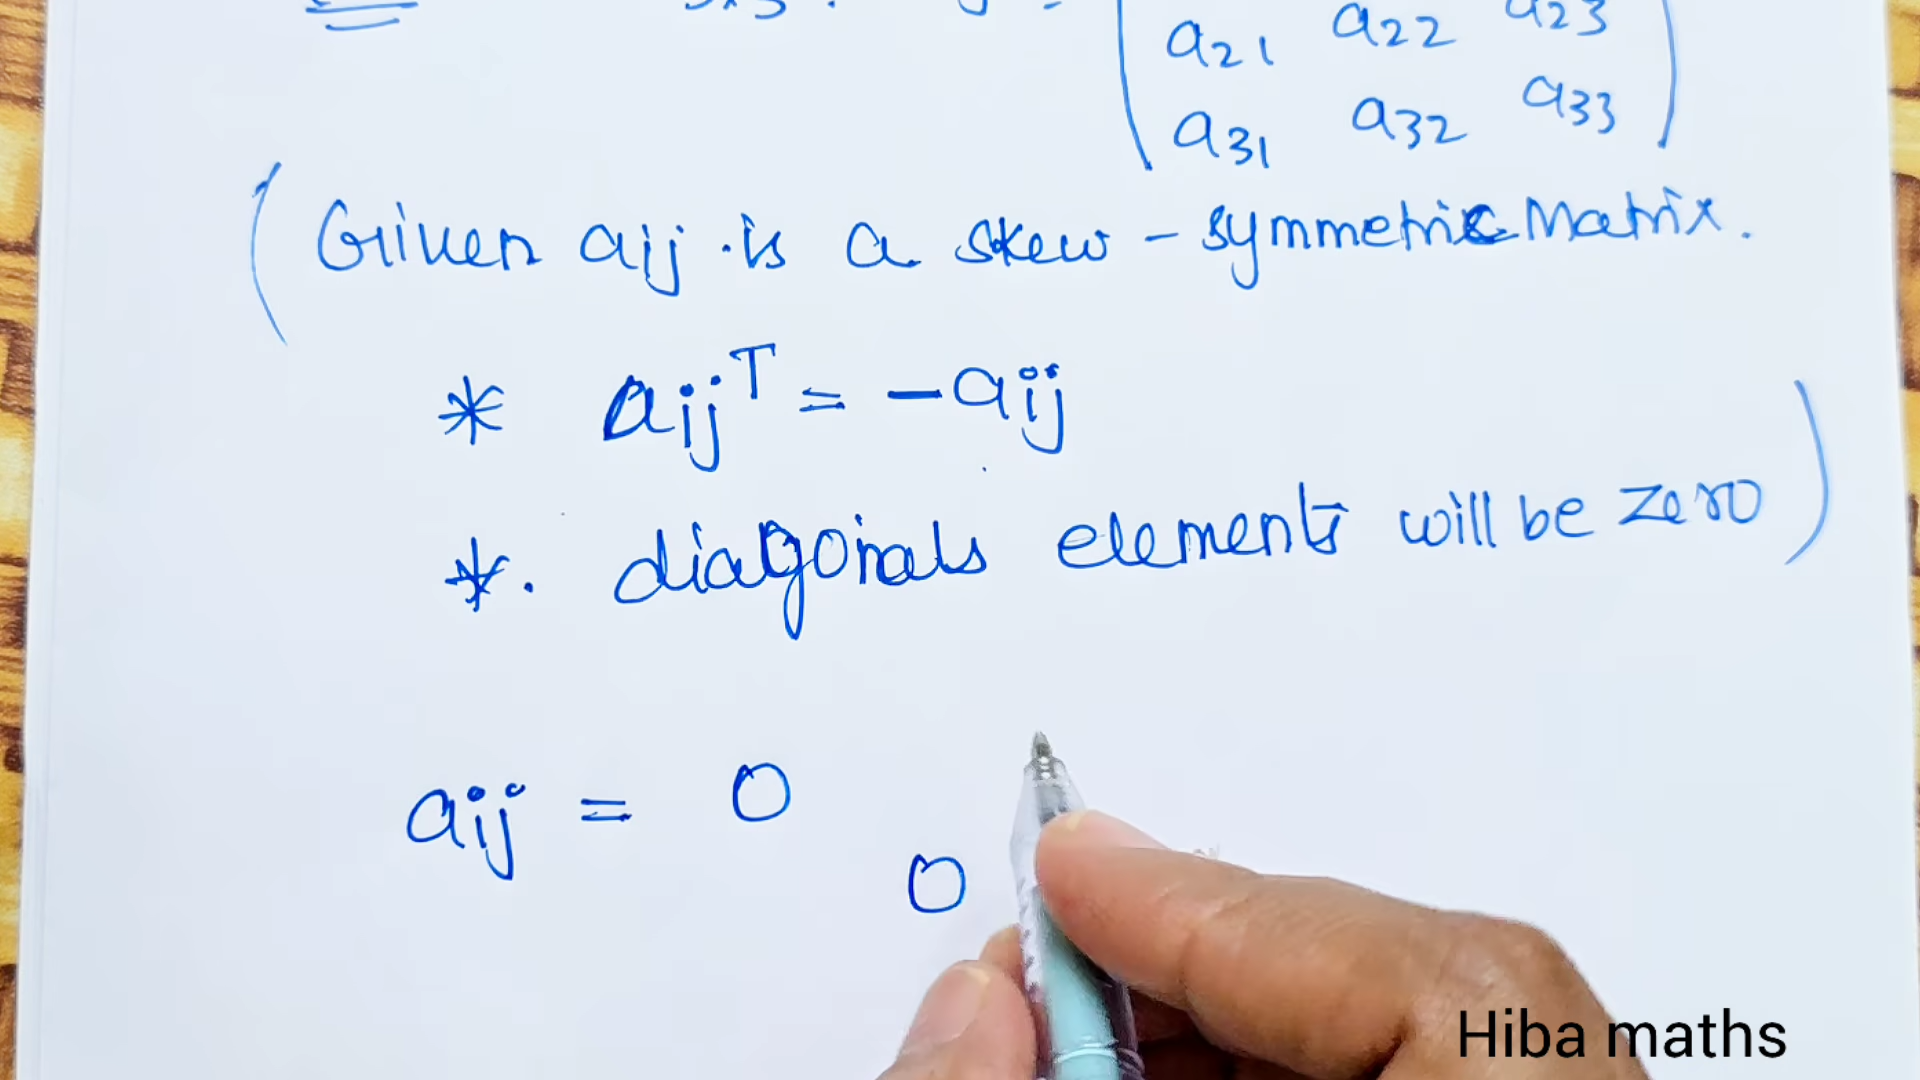 a21 a22 a23
a31 a32 a33
(Given aij is a skew - symmetric Matrix.
* aijᵀ = -aij
*. diagonals elements will be zero)
aij = 0
0
Hiba maths